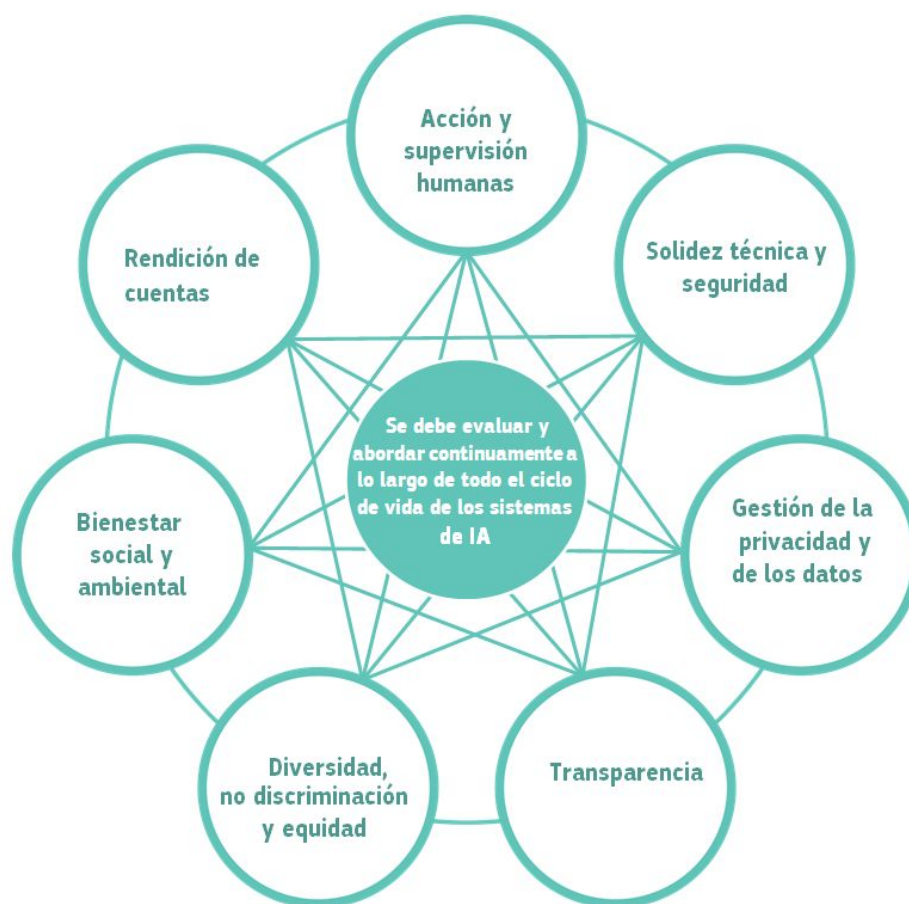 Acción y
supervisión
humanas
Solidez técnica y
seguridad
Gestión de la
privacidad y
de los datos
Transparencia
Diversidad,
no discriminación
y equidad
Bienestar
social y
ambiental
Rendición de
cuentas
Se debe evaluar y
abordar continuamente a
lo largo de todo el ciclo
de vida de los sistemas
de IA